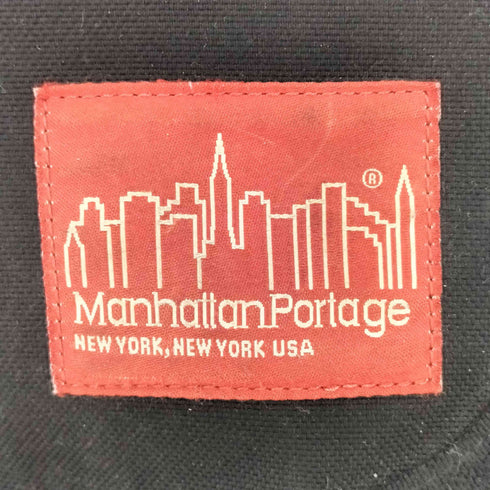 ®
ManhattanPortage
NEW YORK, NEW YORK USA